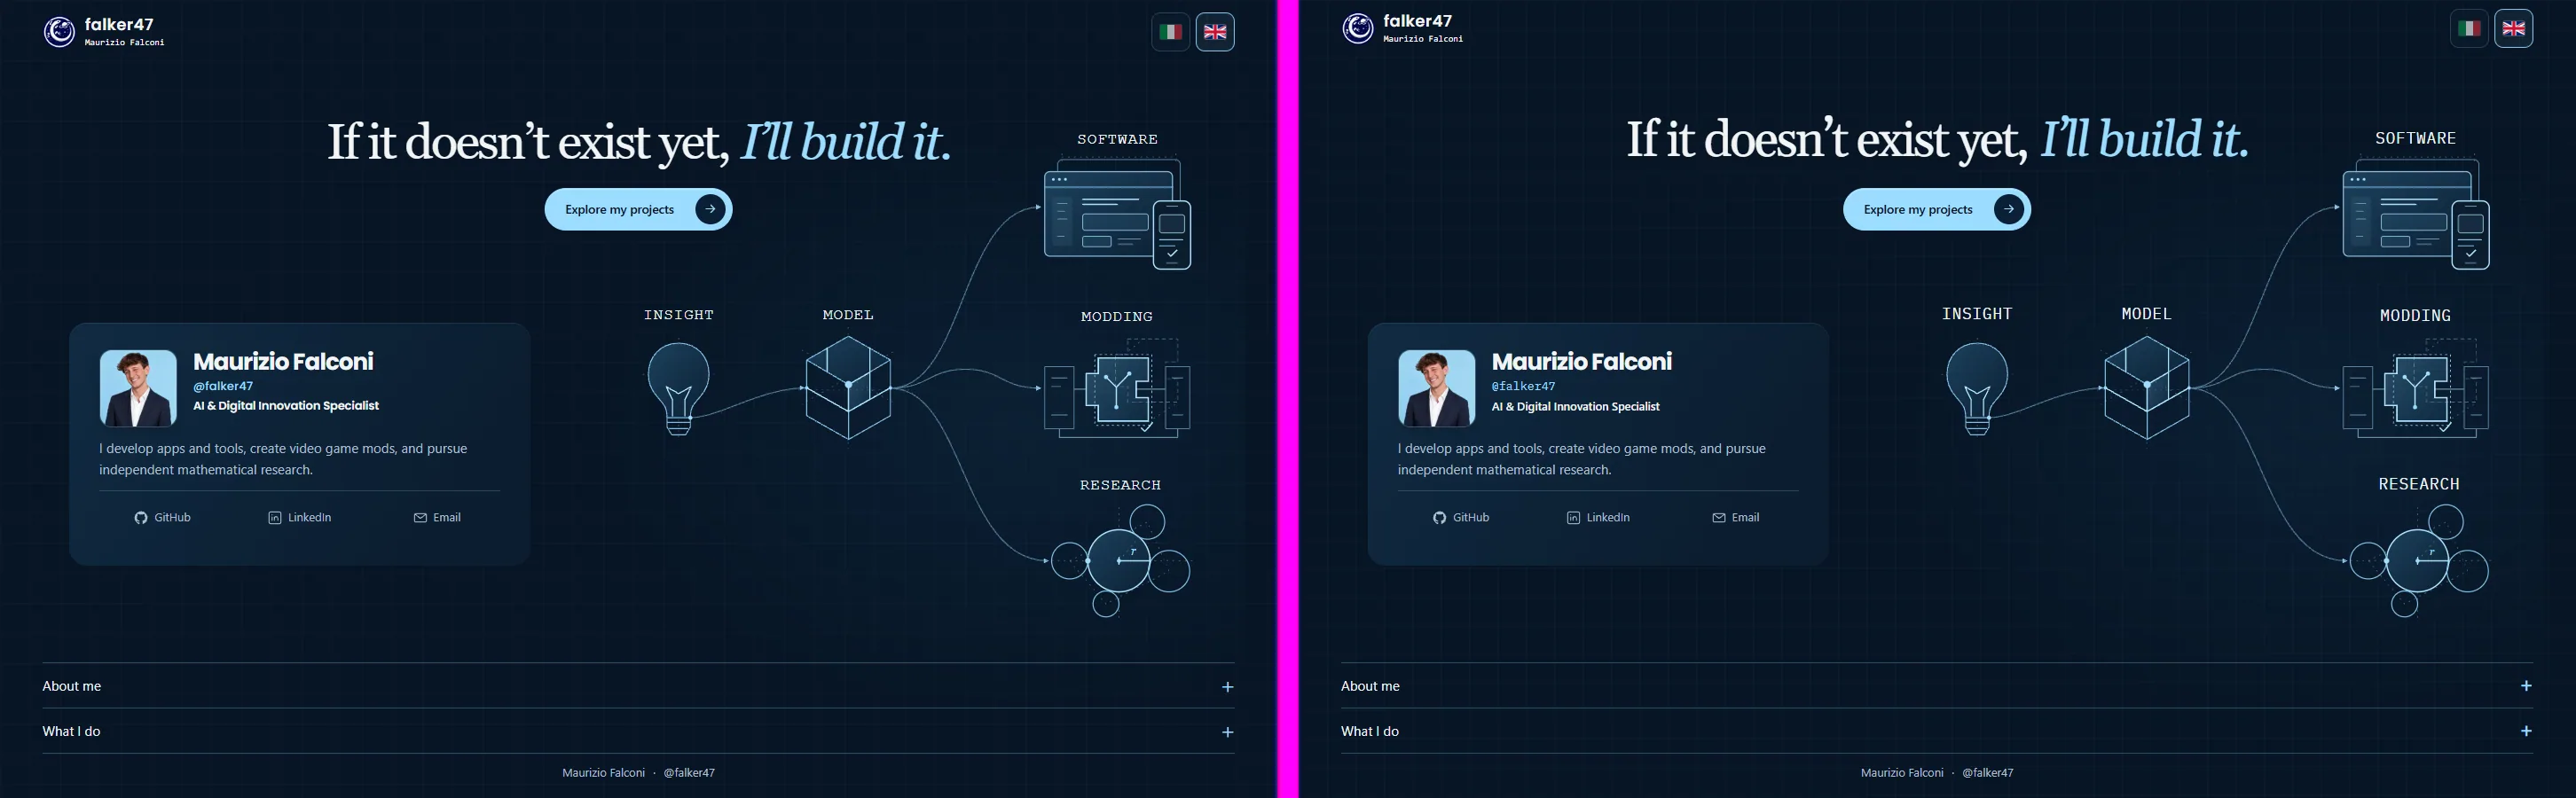 falker47
Maurizio Falconi
If it doesn’t exist yet, I’ll build it.
Explore my projects
SOFTWARE
INSIGHT
MODEL
MODDING
RESEARCH
r
Maurizio Falconi
@falker47
AI & Digital Innovation Specialist
I develop apps and tools, create video game mods, and pursue
independent mathematical research.
GitHub
LinkedIn
Email
About me
What I do
Maurizio Falconi · @falker47
falker47
Maurizio Falconi
If it doesn’t exist yet, I’ll build it.
Explore my projects
SOFTWARE
INSIGHT
MODEL
MODDING
RESEARCH
r
Maurizio Falconi
@falker47
AI & Digital Innovation Specialist
I develop apps and tools, create video game mods, and pursue
independent mathematical research.
GitHub
LinkedIn
Email
About me
What I do
Maurizio Falconi · @falker47